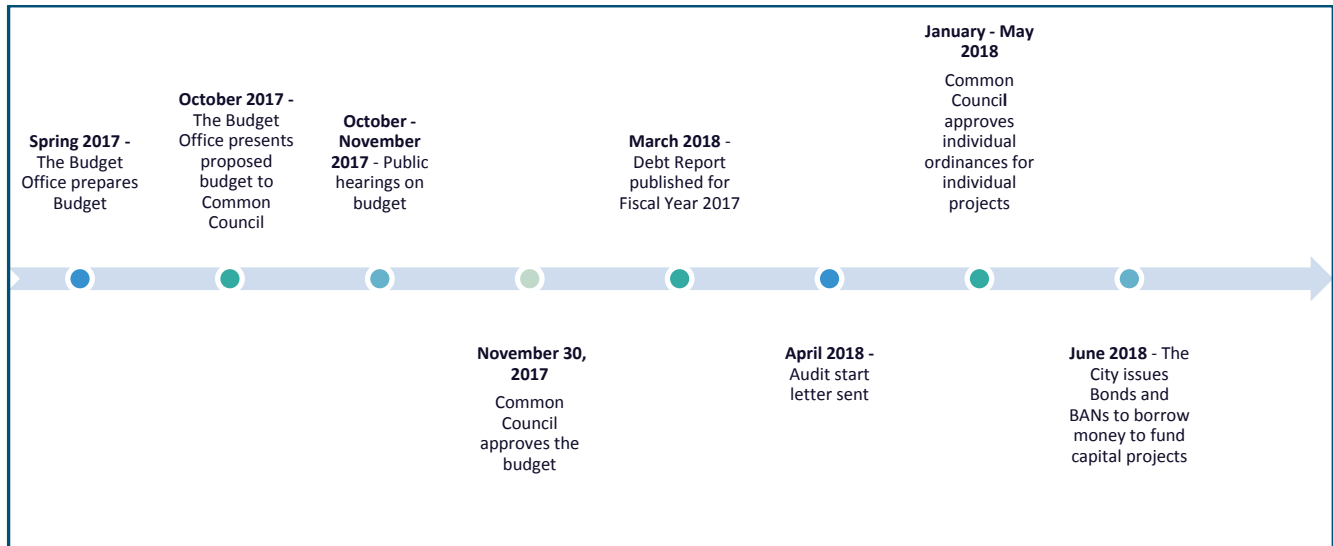 Spring 2017 -
The Budget
Office prepares
Budget
October 2017 -
The Budget
Office presents
proposed
budget to
Common
Council
October -
November
2017 - Public
hearings on
budget
November 30,
2017
Common
Council
approves the
budget
March 2018 -
Debt Report
published for
Fiscal Year 2017
April 2018 -
Audit start
letter sent
January - May
2018
Common
Council
approves
individual
ordinances for
individual
projects
June 2018 - The
City issues
Bonds and
BANs to borrow
money to fund
capital projects